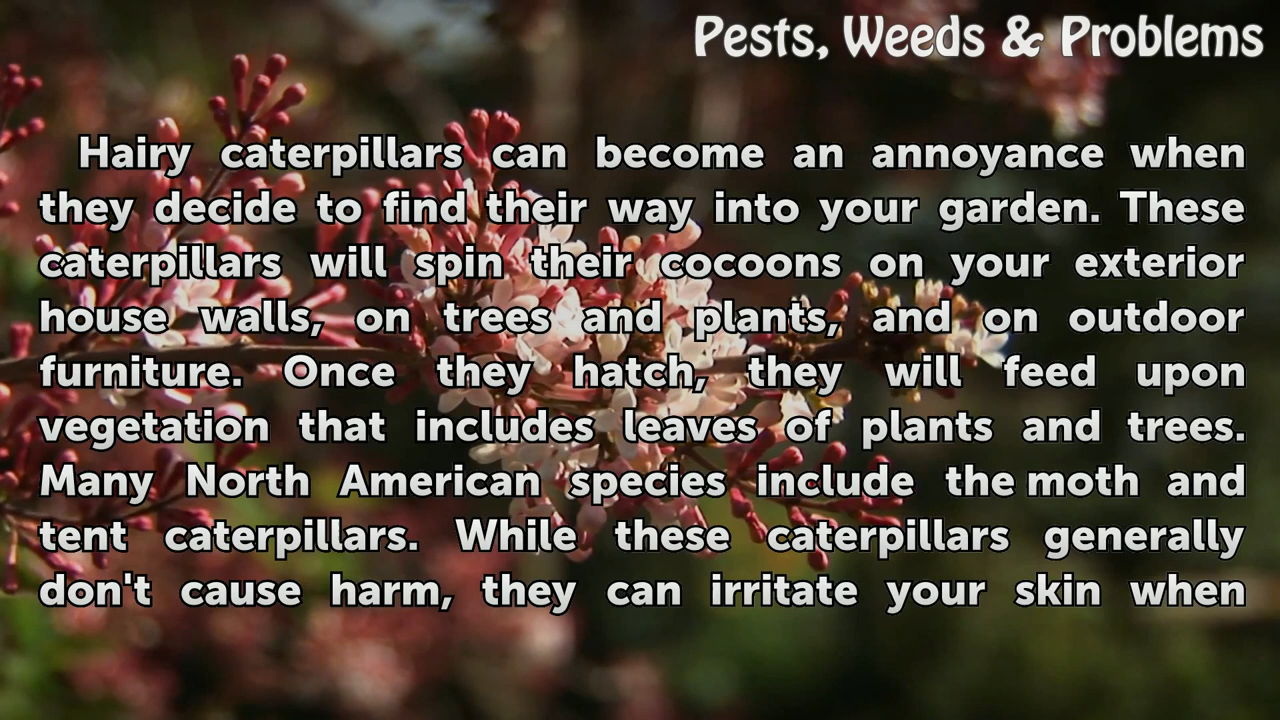 Pests, Weeds & Problems
Hairy caterpillars can become an annoyance when
they decide to find their way into your garden. These
caterpillars will spin their cocoons on your exterior
house walls, on trees and plants, and on outdoor
furniture. Once they hatch, they will feed upon
vegetation that includes leaves of plants and trees.
Many North American species include the moth and
tent caterpillars. While these caterpillars generally
don't cause harm, they can irritate your skin when